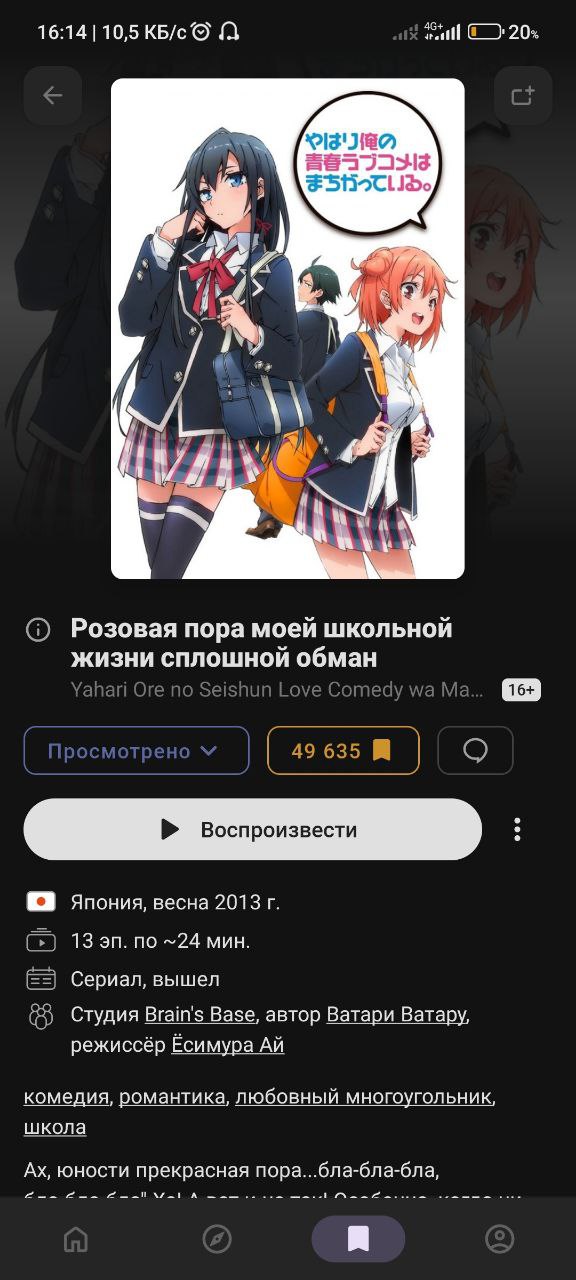 16:14 | 10,5 КБ/с
4G+
20%
やはり俺の
青春ラブコメは
まちがっている。
Розовая пора моей школьной
жизни сплошной обман
Yahari Ore no Seishun Love Comedy wa Ma...
16+
Просмотрено
49 635
Воспроизвести
Япония, весна 2013 г.
13 эп. по ~24 мин.
Сериал, вышел
Студия Brain's Base, автор Ватари Ватару,
режиссёр Ёсимура Ай
комедия, романтика, любовный многоугольник,
школа
Ах, юности прекрасная пора...бла-бла-бла,